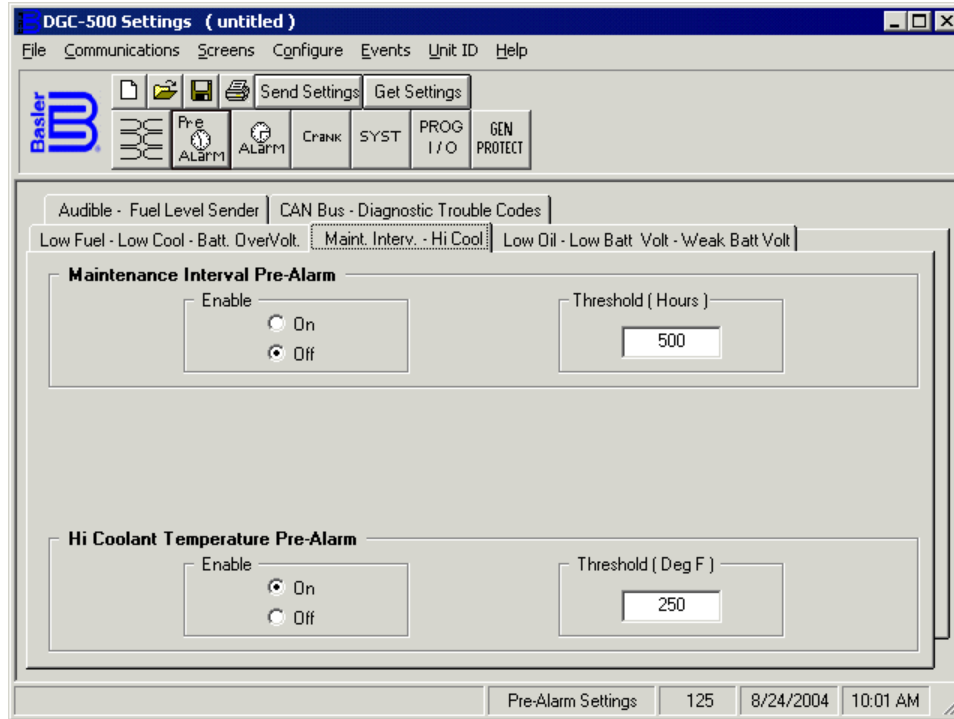 DGC-500 Settings ( untitled )
File Communications Screens Configure Events Unit ID Help
Basler
Send Settings Get Settings
Pre ALarm
ALarm
Crank
SYST
PROG I/O
GEN PROTECT
Audible - Fuel Level Sender
CAN Bus - Diagnostic Trouble Codes
Low Fuel - Low Cool - Batt. OverVolt.
Maint. Interv. - Hi Cool
Low Oil - Low Batt Volt - Weak Batt Volt
Maintenance Interval Pre-Alarm
Enable
On
Off
Threshold ( Hours )
500
Hi Coolant Temperature Pre-Alarm
Enable
On
Off
Threshold ( Deg F )
250
Pre-Alarm Settings 125 8/24/2004 10:01 AM